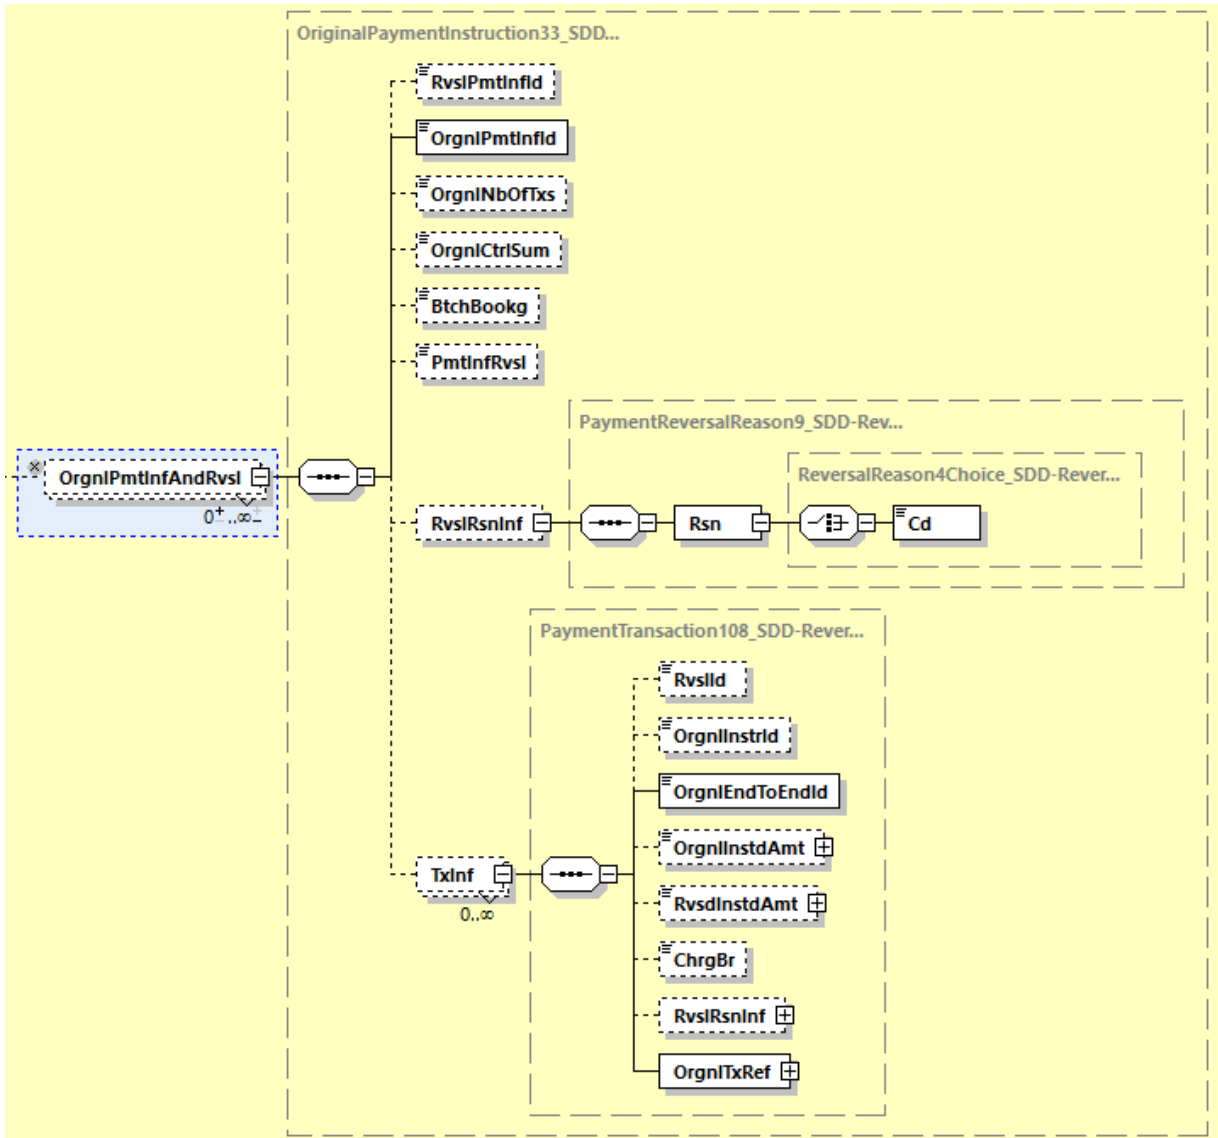 OriginalPaymentInstruction33_SDD...
RvslPmtInfId
OrgnlPmtInfId
OrgnlNbOfTxs
OrgnlCtrlSum
BtchBookg
PmtInfRvsl
PaymentReversalReason9_SDD-Rev...
ReversalReason4Choice_SDD-Rever...
OrgnlPmtInfAndRvsl
0..∞
RvslRsnInf
Rsn
Cd
PaymentTransaction108_SDD-Rever...
RvslId
OrgnlInstrId
OrgnlEndToEndId
OrgnlInstdAmt
TxInf
0..∞
RvsdInstdAmt
ChrgBr
RvslRsnInf
OrgnlTxRef